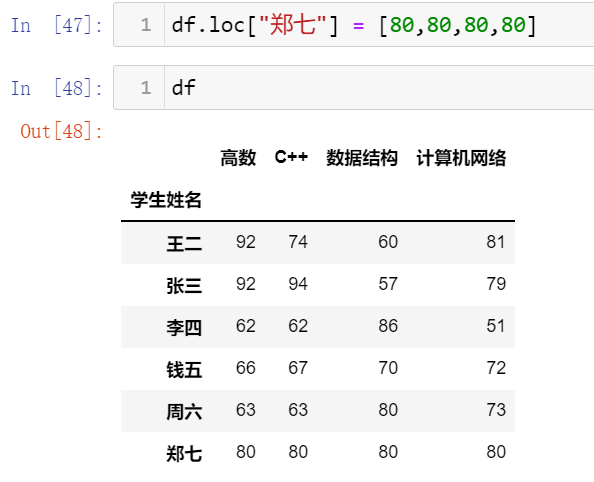 In [47]: 1 df.loc["郑七"] = [80,80,80,80]
In [48]: 1 df
Out[48]:
高数 C++ 数据结构 计算机网络
学生姓名
王二 92 74 60 81
张三 92 94 57 79
李四 62 62 86 51
钱五 66 67 70 72
周六 63 63 80 73
郑七 80 80 80 80